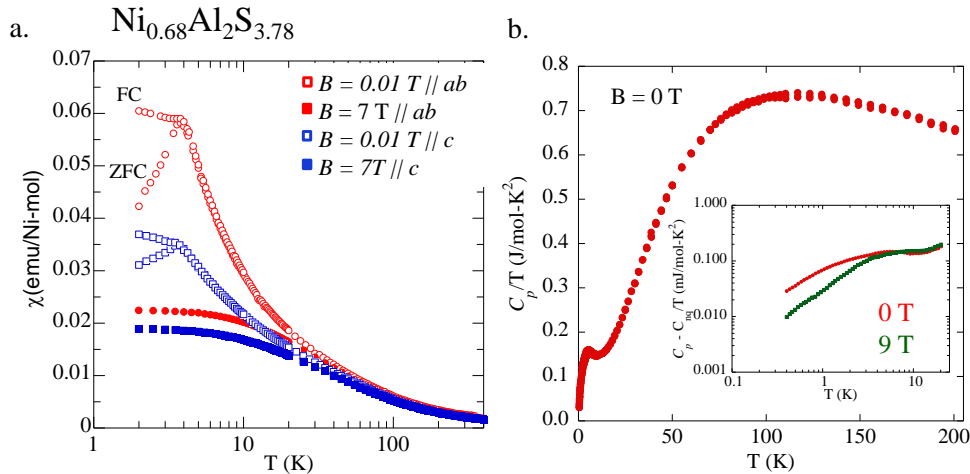 a.
Ni0.68Al2S3.78
0.07
0.06
0.05
0.04
0.03
0.02
0.01
0
χ(emu/Ni-mol)
FC
ZFC
B = 0.01 T // ab
B = 7 T // ab
B = 0.01 T // c
B = 7T // c
1
10
100
T (K)
b.
B = 0 T
0.8
0.7
0.6
0.5
0.4
0.3
0.2
0.1
0.0
Cp/T (J/mol-K2)
0
50
100
150
200
T (K)
1.000
0.100
0.010
0.001
Cp - Cnq/T (mJ/mol-K2)
0 T
9 T
0.1
1
10
T (K)